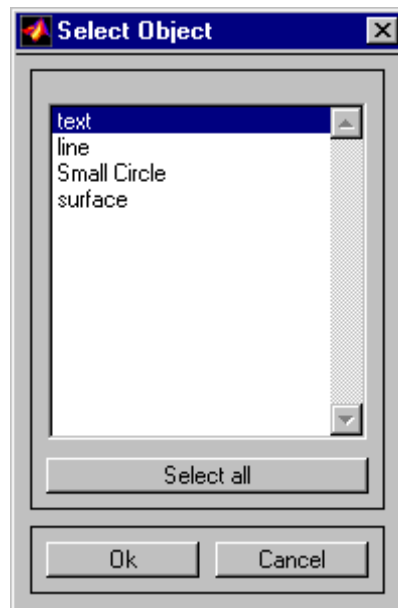 Select Object
text
line
Small Circle
surface
Select all
Ok Cancel